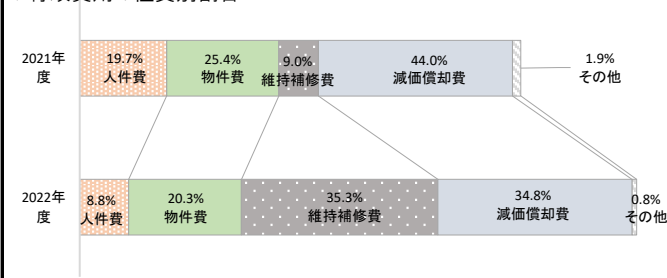 2021年度
19.7%
人件費
25.4%
物件費
9.0%
維持補修費
44.0%
減価償却費
1.9%
その他
2022年度
8.8%
人件費
20.3%
物件費
35.3%
維持補修費
34.8%
減価償却費
0.8%
その他